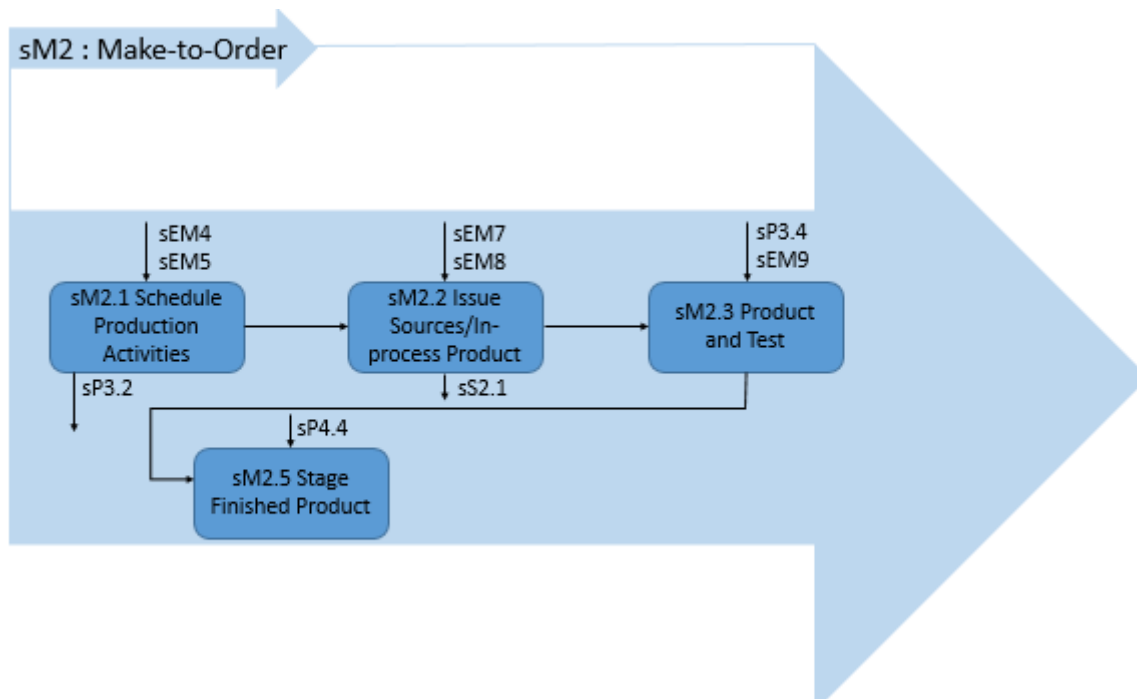 sM2 : Make-to-Order
sEM4
sEM5
sEM7
sEM8
sP3.4
sEM9
sM2.1 Schedule
Production
Activities
sM2.2 Issue
Sources/In-
process Product
sM2.3 Product
and Test
sP3.2
sS2.1
sP4.4
sM2.5 Stage
Finished Product